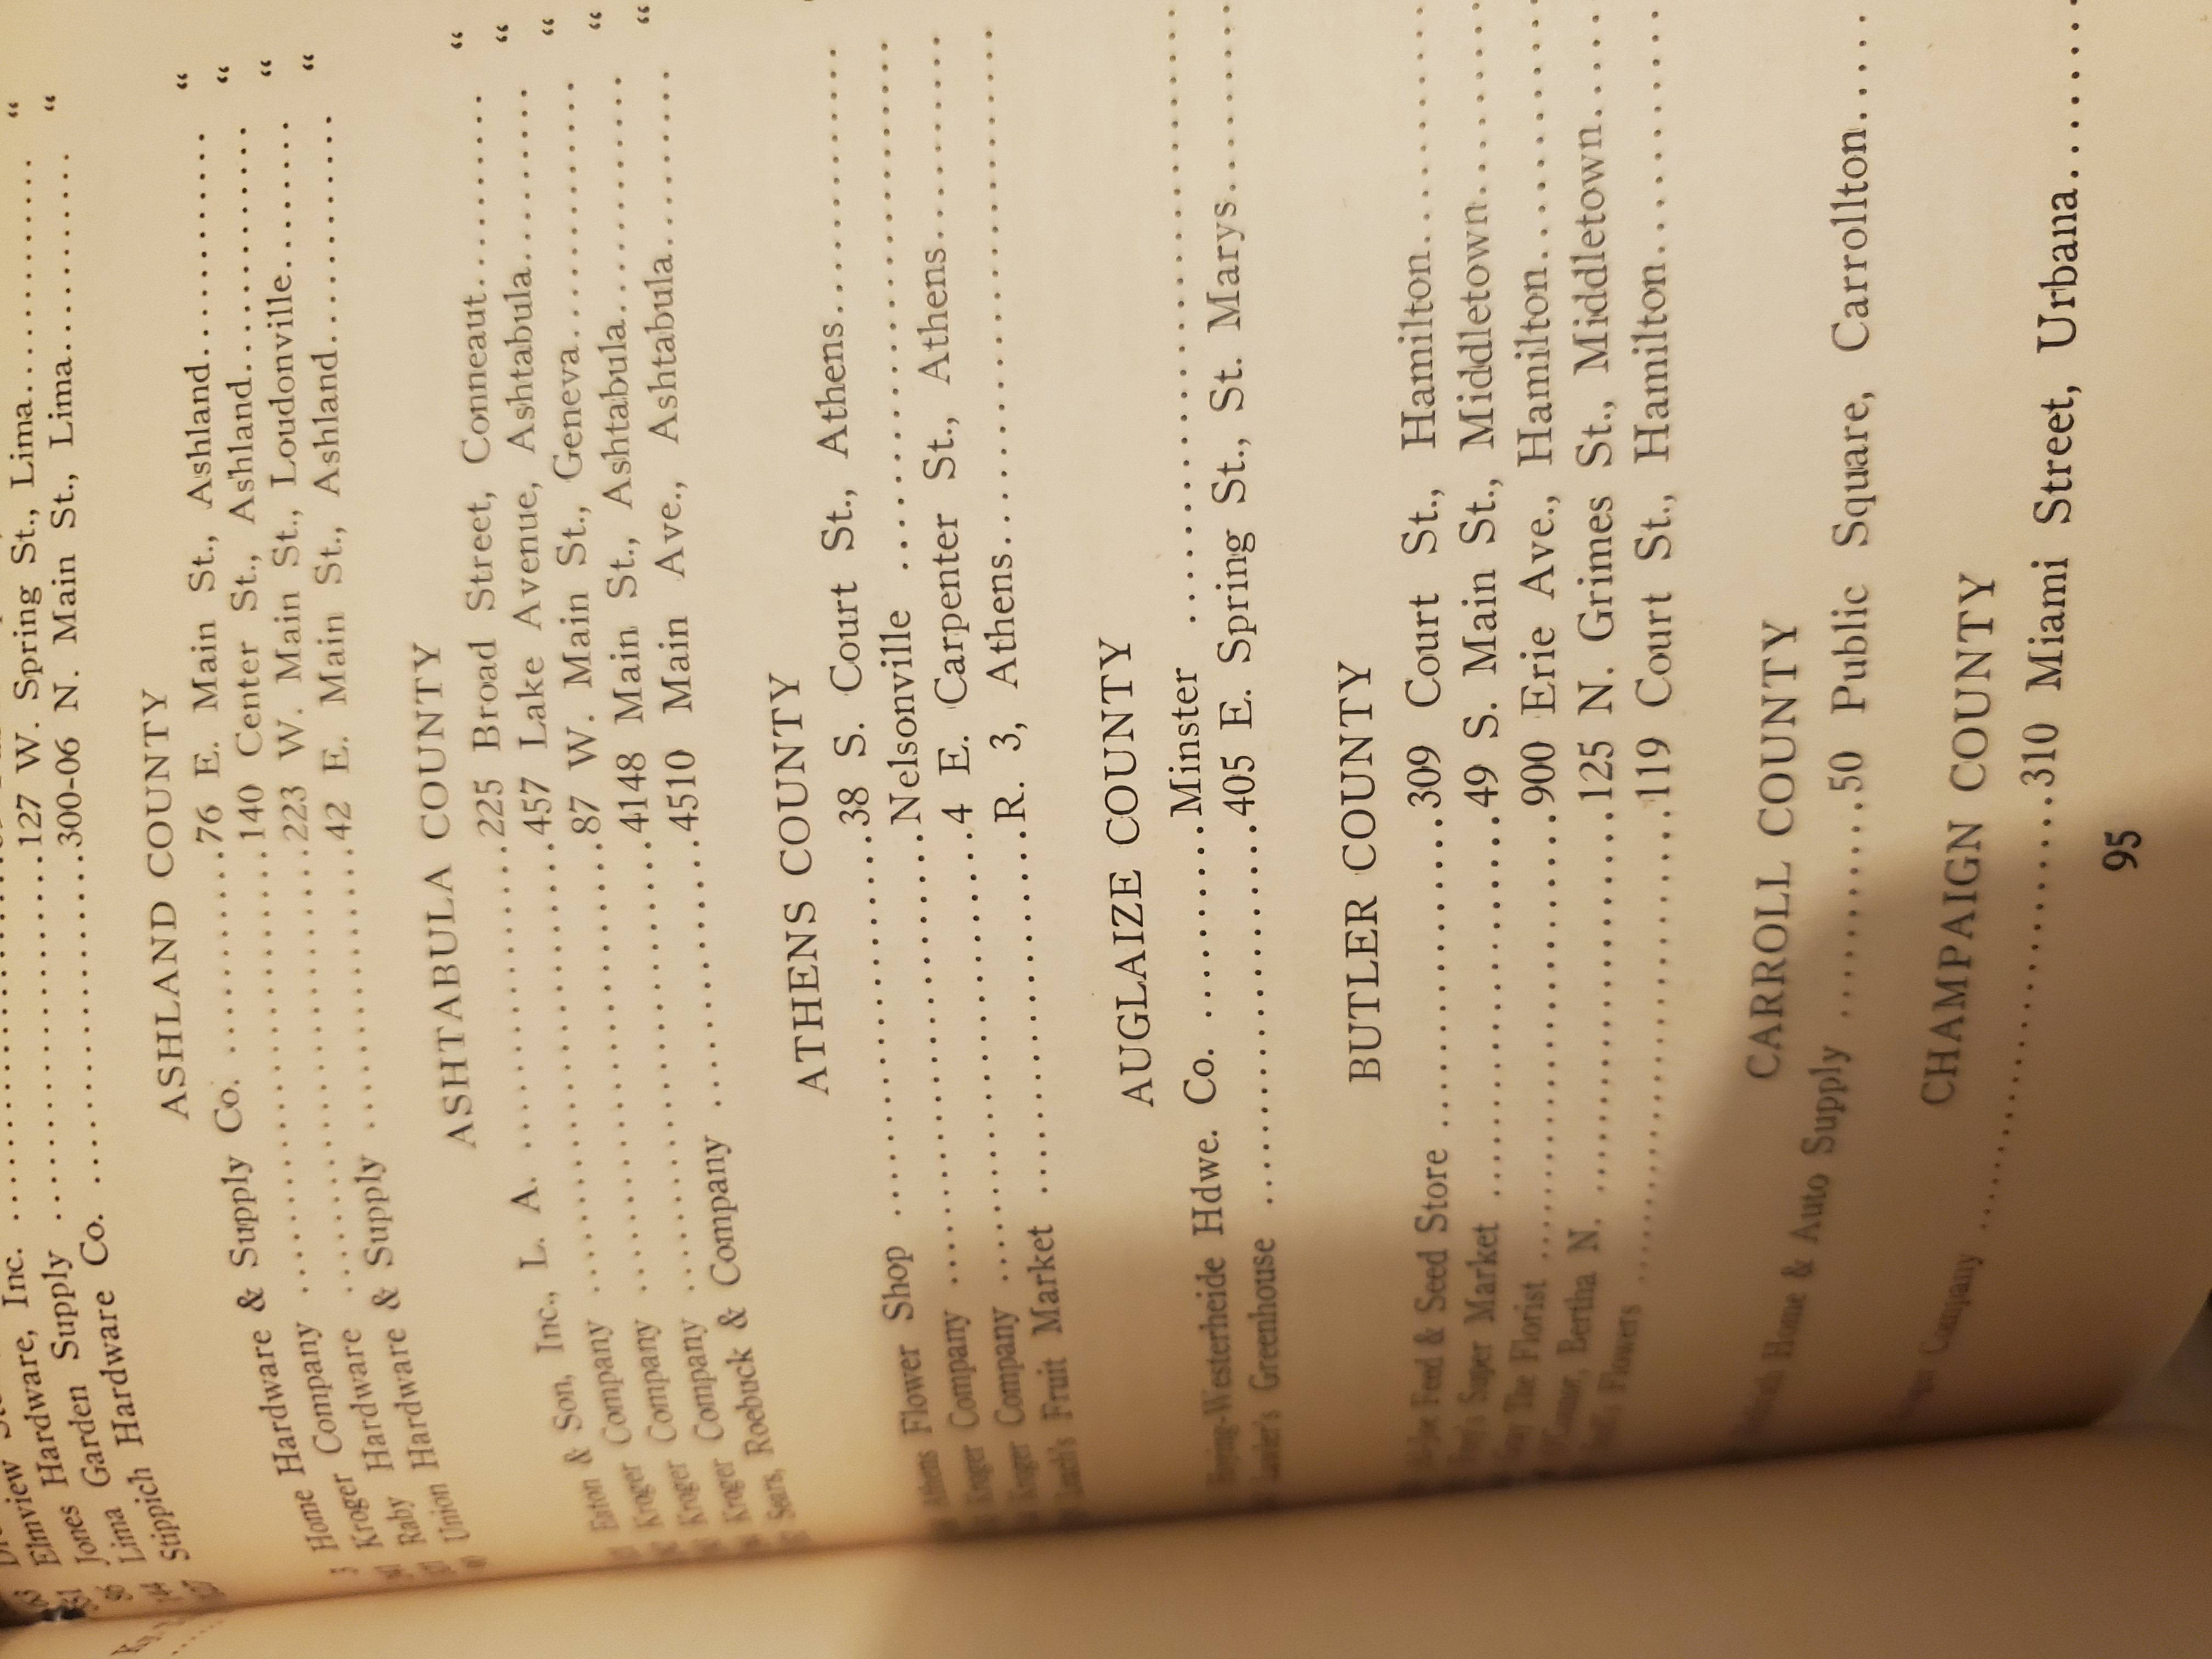 Elmview
Jones Hardware, Inc. ........
Lima Garden Supply ........127 W. Spring St., Lima........ “
Stippich Hardware Co. ........300-06 N. Main St., Lima........ “
ASHLAND COUNTY
Home Hardware & Supply Co. ........76 E. Main St., Ashland........ “
Kroger Company ........140 Center St., Ashland........ “
Raby Hardware ........223 W. Main St., Loudonville...... “
Union Hardware & Supply ........42 E. Main St., Ashland........ “
ASHTABULA COUNTY
Eaton & Son, Inc., L. A. ........225 Broad Street, Conneaut........ “
Kroger Company ........457 Lake Avenue, Ashtabula........ “
Kroger Company ........87 W. Main St., Geneva........ “
Kroger Company ........4148 Main St., Ashtabula........ “
Sears, Roebuck & Company ........4510 Main Ave., Ashtabula........ “
ATHENS COUNTY
Athens Flower Shop ........38 S. Court St., Athens........
Kroger Company ........Nelsonville ........
Kroger Company ........4 E. Carpenter St., Athens........
Leach's Fruit Market ........R. 3, Athens........
AUGLAIZE COUNTY
Westerheide Hdwe. Co. ........Minster ........
Greenhouse ........405 E. Spring St., St. Marys........
BUTLER COUNTY
Feed & Seed Store ........309 Court St., Hamilton........
Super Market ........49 S. Main St., Middletown........
The Florist ........900 Erie Ave., Hamilton........
Bertha N. ........125 N. Grimes St., Middletown......
Flowers ........119 Court St., Hamilton........
CARROLL COUNTY
Home & Auto Supply ........50 Public Square, Carrollton.....
CHAMPAIGN COUNTY
Company ........310 Miami Street, Urbana........
95